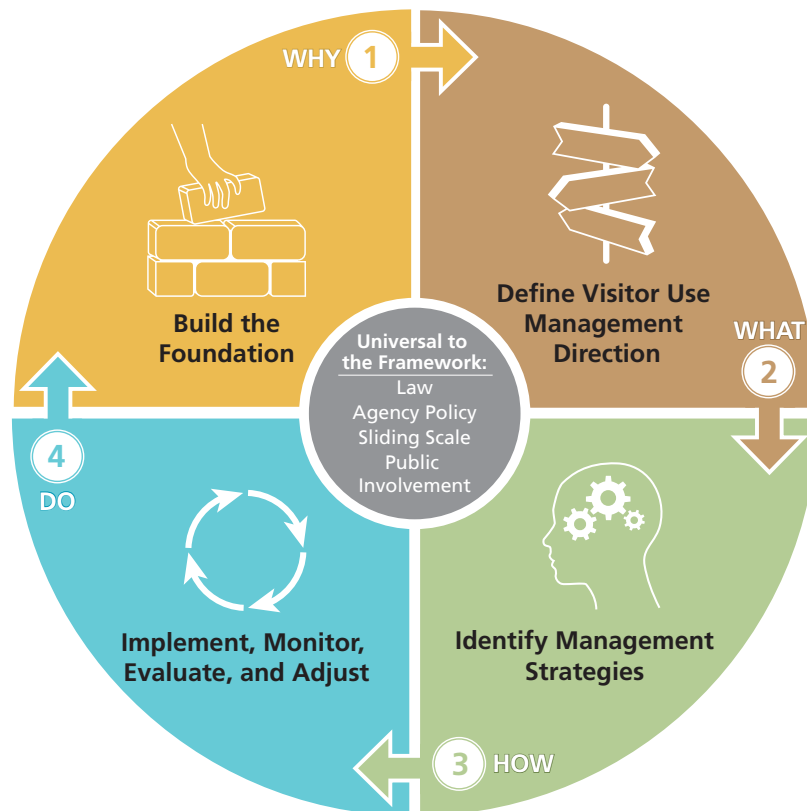 WHY 1
Build the
Foundation
Define Visitor Use
Management
Direction
WHAT
2
Universal to
the Framework:
Law
Agency Policy
Sliding Scale
Public
Involvement
Identify Management
Strategies
3 HOW
Implement, Monitor,
Evaluate, and Adjust
4
DO